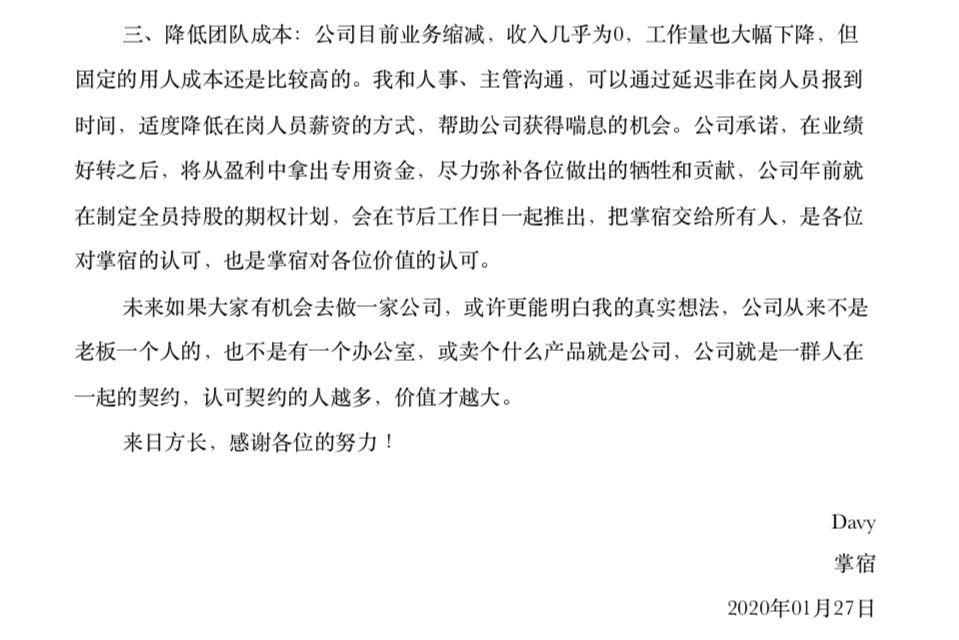 三、降低团队成本：公司目前业务缩减，收入几乎为0，工作量也大幅下降，但
固定的用人成本还是比较高的。我和人事、主管沟通，可以通过延迟非在岗人员报到
时间，适度降低在岗人员薪资的方式，帮助公司获得喘息的机会。公司承诺，在业绩
好转之后，将从盈利中拿出专用资金，尽力弥补各位做出的牺牲和贡献，公司年前就
在制定全员持股的期权计划，会在节后工作日一起推出，把掌宿交给所有人，是各位
对掌宿的认可，也是掌宿对各位价值的认可。
未来如果大家有机会去做一家公司，或许更能明白我的真实想法，公司从来不是
老板一个人的，也不是有一个办公室，或卖个什么产品就是公司，公司就是一群人在
一起的契约，认可契约的人越多，价值才越大。
来日方长，感谢各位的努力！
Davy
掌宿
2020年01月27日